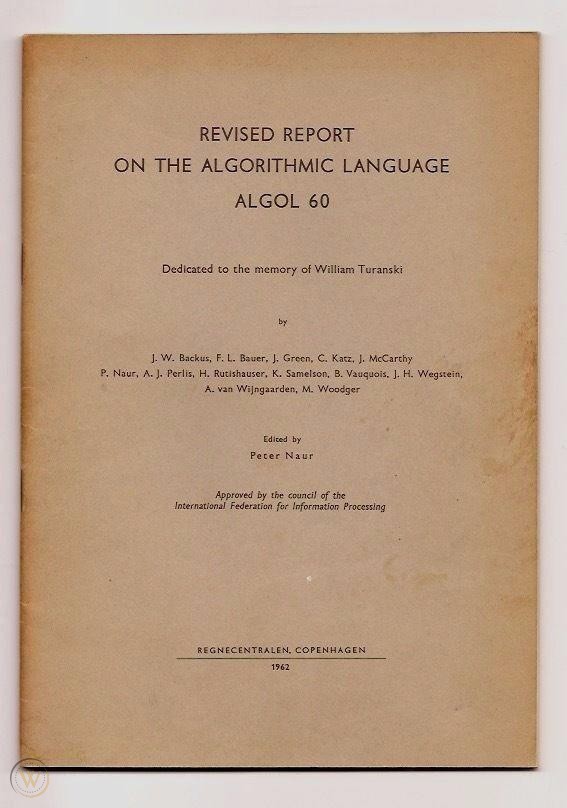 REVISED REPORT
ON THE ALGORITHMIC LANGUAGE
ALGOL 60
Dedicated to the memory of William Turanski
by
J. W. Backus, F. L. Bauer, J. Green, C. Katz, J. McCarthy
P. Naur, A. J. Perlis, H. Rutishauser, K. Samelson, B. Vauquois, J. H. Wegstein,
A. van Wijngaarden, M. Woodger
Edited by
Peter Naur
Approved by the council of the
International Federation for Information Processing
REGNECENTRALEN, COPENHAGEN
1962
W